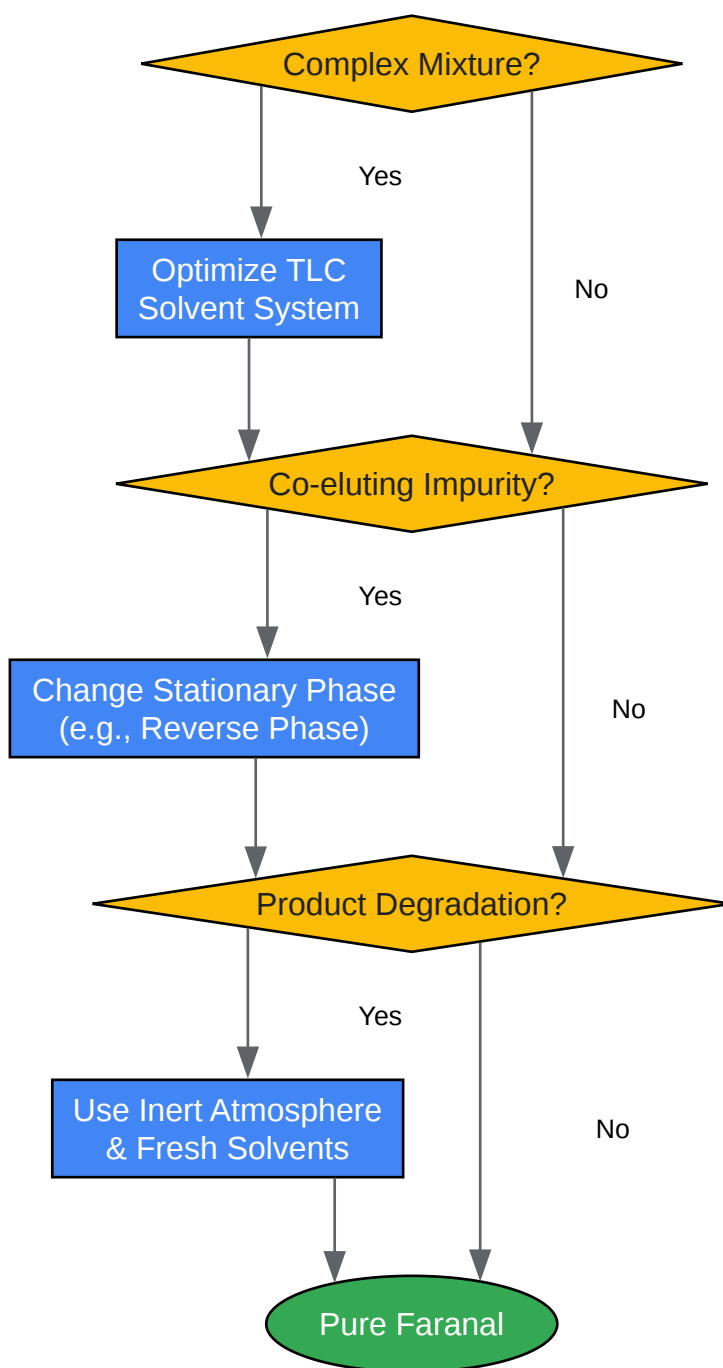 Complex Mixture?
Yes
Optimize TLC
Solvent System
No
Co-eluting Impurity?
Yes
Change Stationary Phase
(e.g., Reverse Phase)
No
Product Degradation?
Yes
Use Inert Atmosphere
& Fresh Solvents
No
Pure Faranal